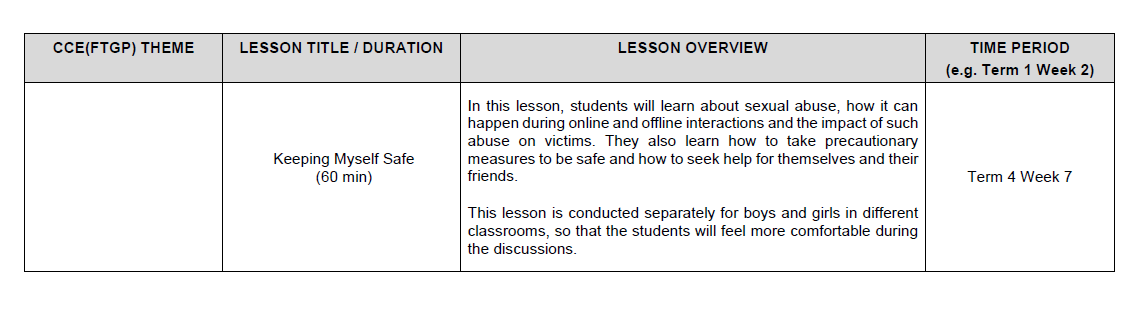 CCE(FTGP) THEME
LESSON TITLE / DURATION
LESSON OVERVIEW
TIME PERIOD
(e.g. Term 1 Week 2)
Keeping Myself Safe
(60 min)
In this lesson, students will learn about sexual abuse, how it can
happen during online and offline interactions and the impact of such
abuse on victims. They also learn how to take precautionary
measures to be safe and how to seek help for themselves and their
friends.
This lesson is conducted separately for boys and girls in different
classrooms, so that the students will feel more comfortable during
the discussions.
Term 4 Week 7